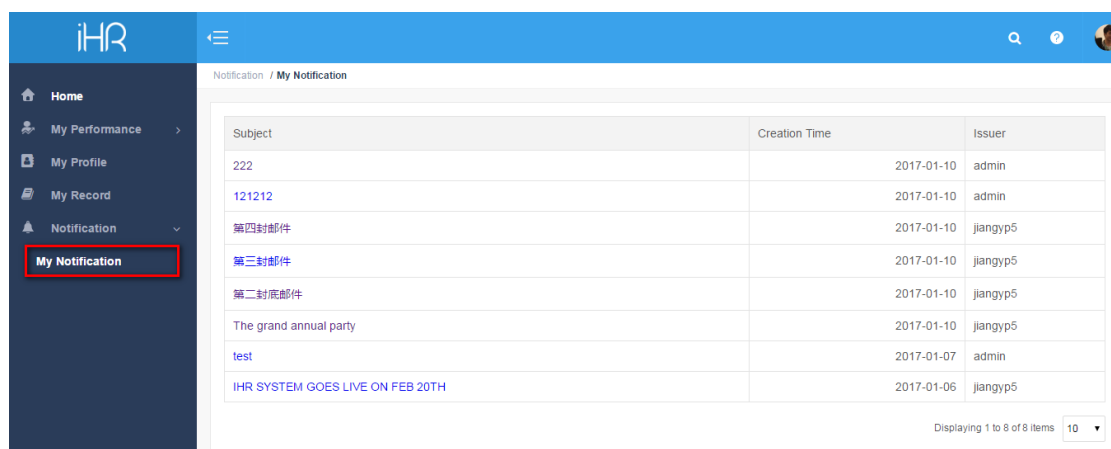 iHR
Notification / My Notification
Home
My Performance
My Profile
My Record
Notification
My Notification
Subject Creation Time Issuer
222 2017-01-10 admin
121212 2017-01-10 admin
第四封邮件 2017-01-10 jiangyp5
第三封邮件 2017-01-10 jiangyp5
第二封底邮件 2017-01-10 jiangyp5
The grand annual party 2017-01-10 jiangyp5
test 2017-01-07 admin
IHR SYSTEM GOES LIVE ON FEB 20TH 2017-01-06 jiangyp5
Displaying 1 to 8 of 8 items 10